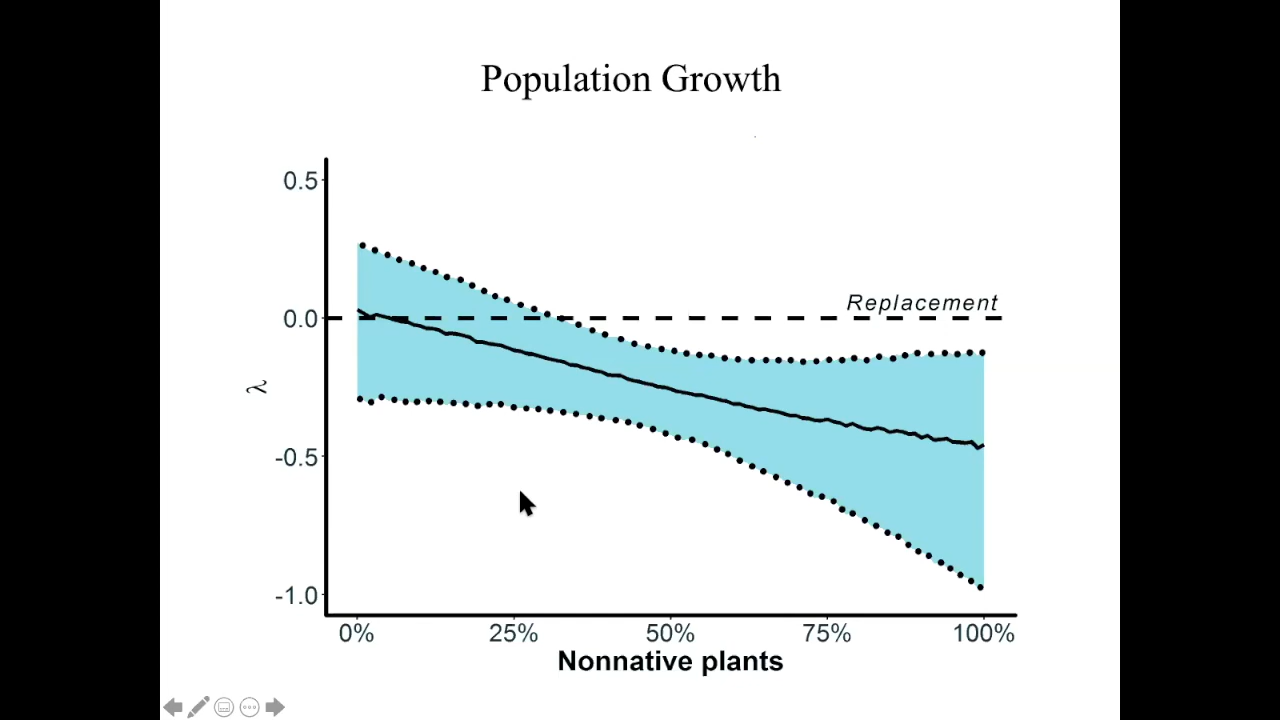 Population Growth
0.5
Replacement
0.0
λ
-0.5
-1.0
0% 25% 50% 75% 100%
Nonnative plants